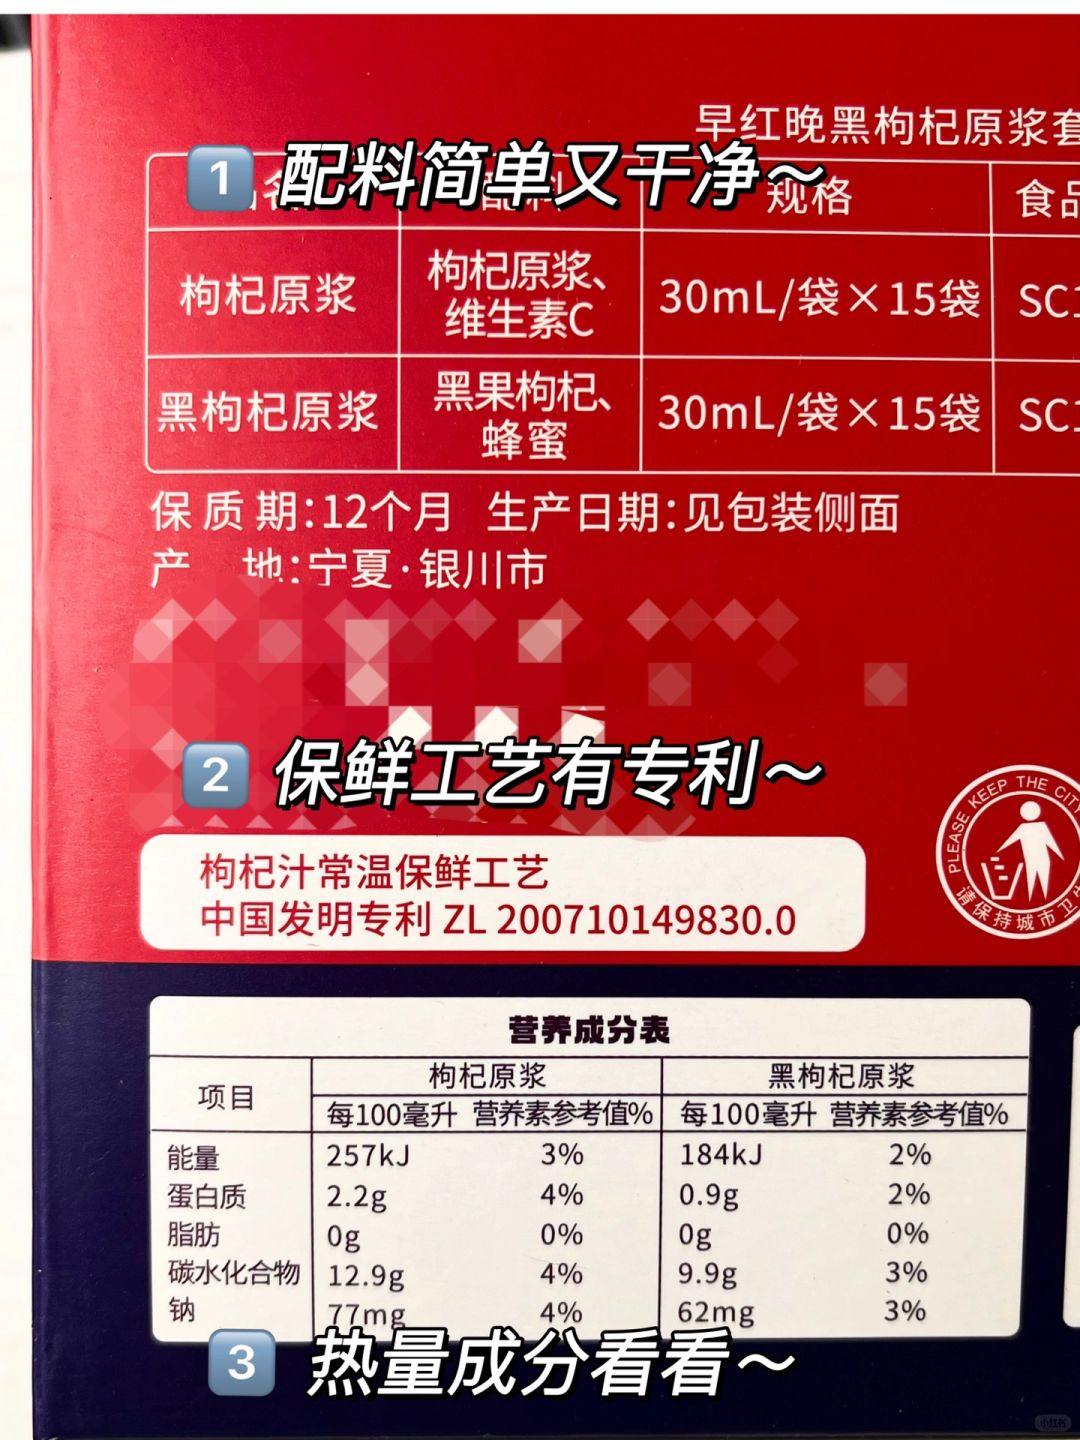 早红晚黑枸杞原浆套
1 配料简单又干净~
规格 食品
枸杞原浆 枸杞原浆、维生素C 30mL/袋×15袋 SC1
黑枸杞原浆 黑果枸杞、蜂蜜 30mL/袋×15袋 SC1
保质期:12个月 生产日期:见包装侧面
产 地:宁夏·银川市
2 保鲜工艺有专利~
PLEASE KEEP THE CITY
请保持城市卫生
枸杞汁常温保鲜工艺
中国发明专利 ZL 200710149830.0
营养成分表
项目 枸杞原浆 黑枸杞原浆
每100毫升 营养素参考值% 每100毫升 营养素参考值%
能量 257kJ 3% 184kJ 2%
蛋白质 2.2g 4% 0.9g 2%
脂肪 0g 0% 0g 0%
碳水化合物 12.9g 4% 9.9g 3%
钠 77mg 4% 62mg 3%
3 热量成分看看~
小红书